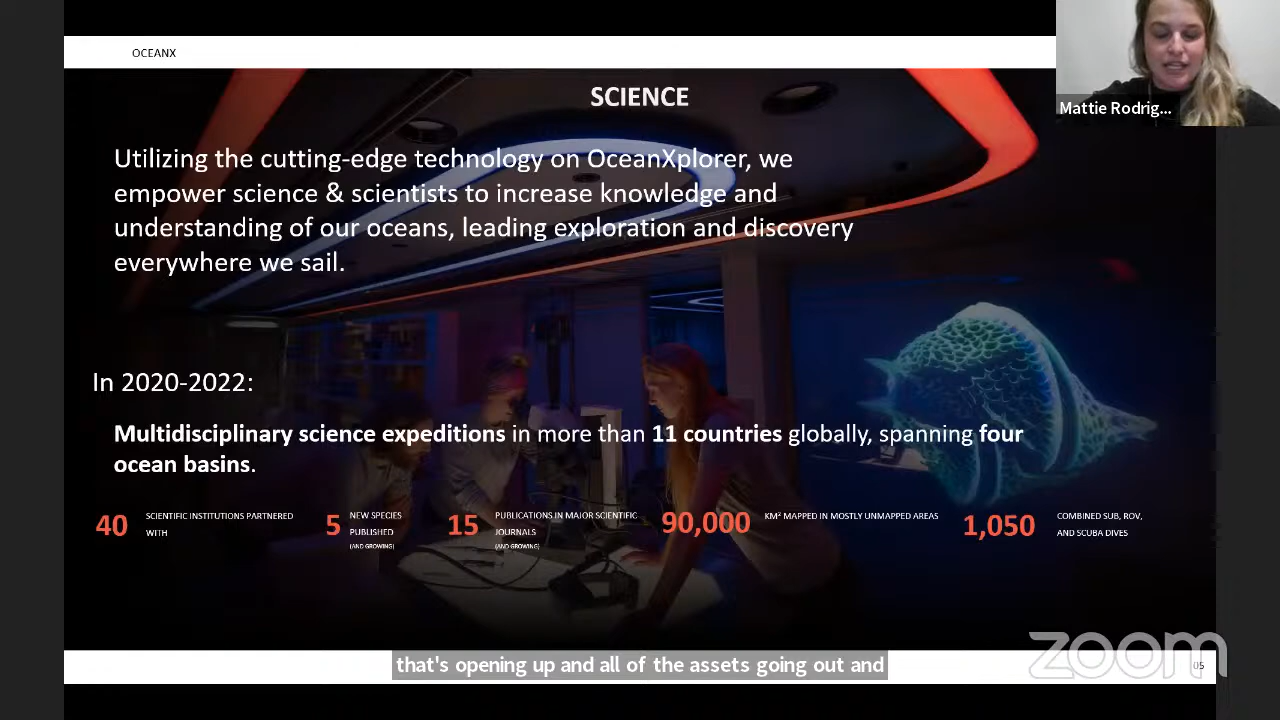 OCEANX
Mattie Rodrig...
SCIENCE
Utilizing the cutting-edge technology on OceanXplorer, we
empower science & scientists to increase knowledge and
understanding of our oceans, leading exploration and discovery
everywhere we sail.
In 2020-2022:
Multidisciplinary science expeditions in more than 11 countries globally, spanning four
ocean basins.
40 SCIENTIFIC INSTITUTIONS PARTNERED
WITH
5 NEW SPECIES
PUBLISHED
(AND GROWING)
15 PUBLICATIONS IN MAJOR SCIENTIFIC
JOURNALS
(AND GROWING)
90,000 KM² MAPPED IN MOSTLY UNMAPPED AREAS
1,050 COMBINED SUB, ROV,
AND SCUBA DIVES
that's opening up and all of the assets going out and
zoom
05